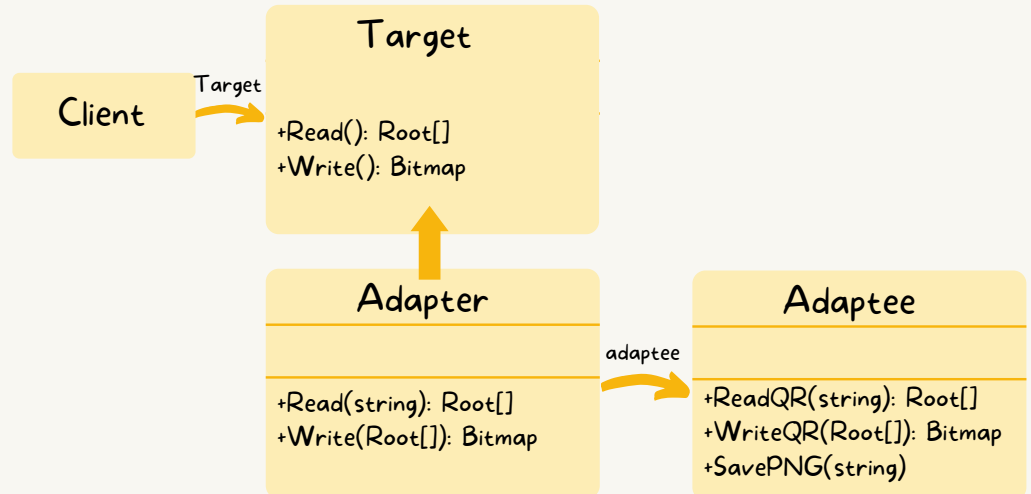 Target
Client
Target
+Read(): Root[]
+Write(): Bitmap
Adapter
+Read(string): Root[]
+Write(Root[]): Bitmap
adaptee
Adaptee
+ReadQR(string): Root[]
+WriteQR(Root[]): Bitmap
+SavePNG(string)